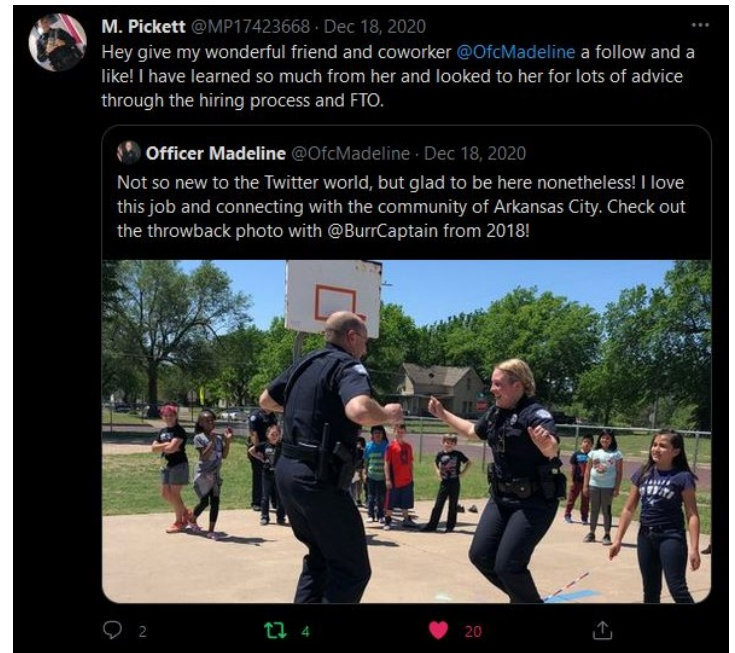 M. Pickett @MP17423668 · Dec 18, 2020
Hey give my wonderful friend and coworker @OfcMadeline a follow and a
like! I have learned so much from her and looked to her for lots of advice
through the hiring process and FTO.
Officer Madeline @OfcMadeline · Dec 18, 2020
Not so new to the Twitter world, but glad to be here nonetheless! I love
this job and connecting with the community of Arkansas City. Check out
the throwback photo with @BurrCaptain from 2018!
2 4 20